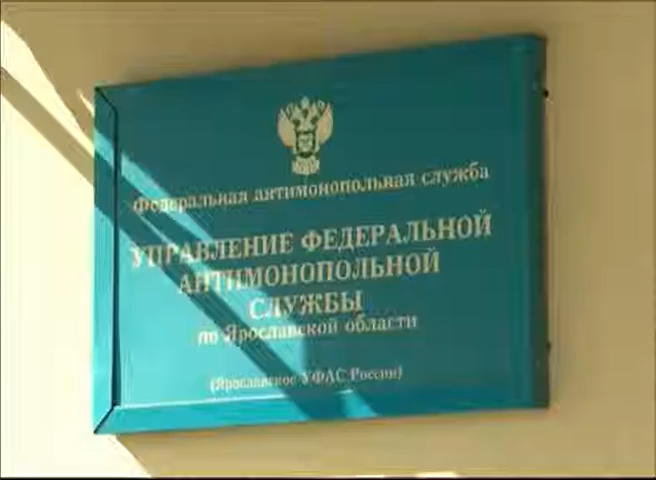 Федеральная антимонопольная служба
УПРАВЛЕНИЕ ФЕДЕРАЛЬНОЙ
АНТИМОНОПОЛЬНОЙ
СЛУЖБЫ
по Ярославской области
(Ярославское УФАС России)